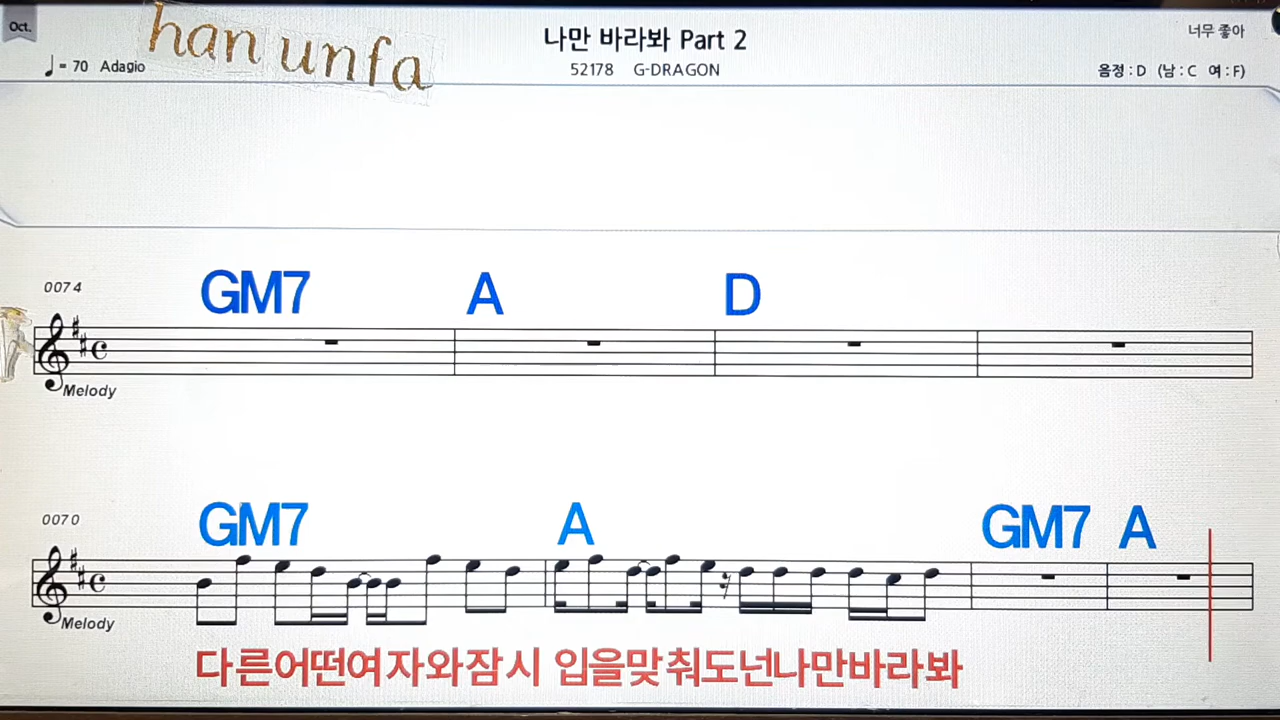 Oct.
han unfa
나만 바라봐 Part 2
너무 좋아
♩= 70 Adagio
52178 G-DRAGON
음정 : D (남 : C 여 : F)
0074
GM7 A D
Melody
0070
GM7 A GM7 A
Melody
다른어떤여자와잠시 입을맞춰도넌나만바라봐